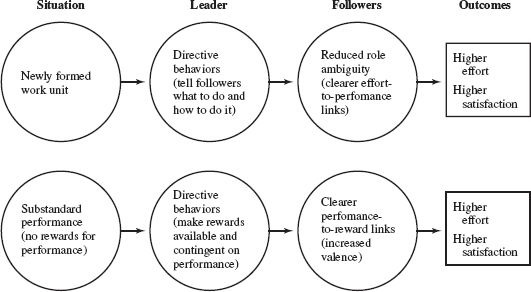 Situation Leader Followers Outcomes
Newly formed
work unit
Directive
behaviors
(tell followers
what to do and
how to do it)
Reduced role
ambiguity
(clearer effort-
to-perfomance
links)
Higher
effort
Higher
satisfaction
Substandard
performance
(no rewards for
performance)
Directive
behaviors
(make rewards
available and
contingent on
performance)
Clearer
perfomance-
to-reward links
(increased
valence)
Higher
effort
Higher
satisfaction